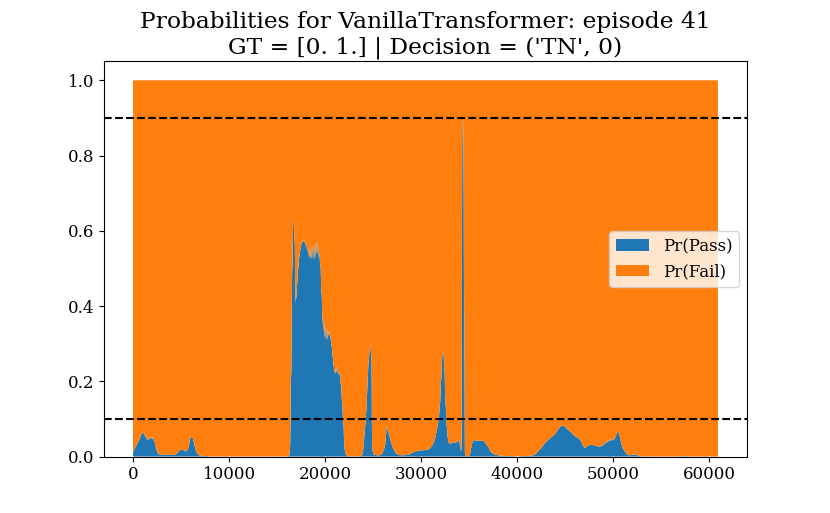 Probabilities for VanillaTransformer: episode 41
GT = [0. 1.] | Decision = ('TN', 0)
1.0
0.8
0.6
0.4
0.2
0.0
Pr(Pass)
Pr(Fail)
0 10000 20000 30000 40000 50000 60000